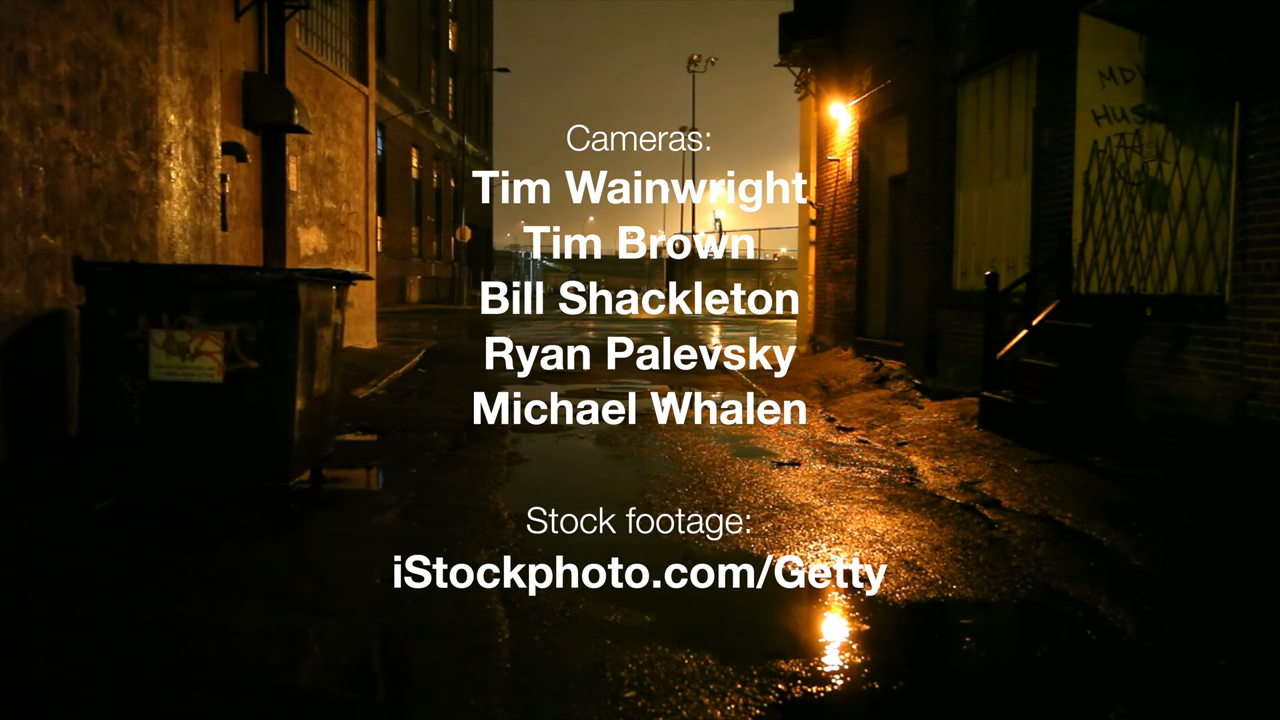 Cameras:
Tim Wainwright
Tim Brown
Bill Shackleton
Ryan Palevsky
Michael Whalen
Stock footage:
iStockphoto.com/Getty